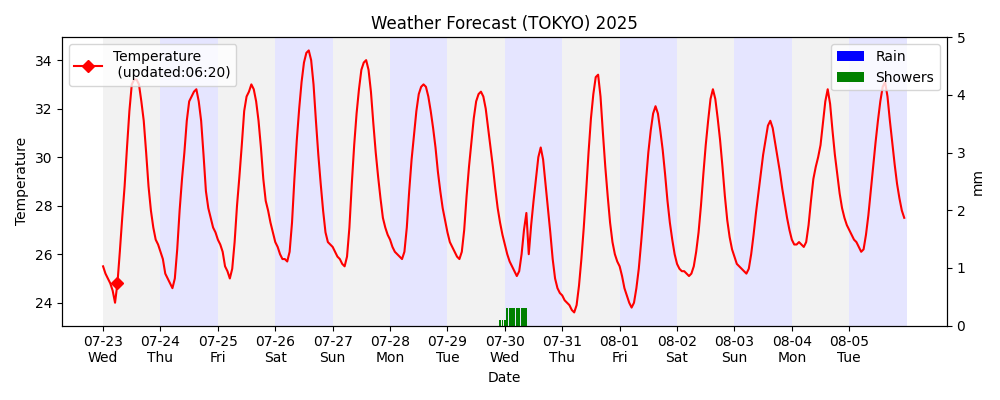 Weather Forecast (TOKYO) 2025
Temperature
(updated:06:20)
Rain
Showers
Temperature
34
32
30
28
26
24
5
4
3
2
1
0
mm
07-23 07-24 07-25 07-26 07-27 07-28 07-29 07-30 07-31 08-01 08-02 08-03 08-04 08-05
Wed Thu Fri Sat Sun Mon Tue Wed Thu Fri Sat Sun Mon Tue
Date